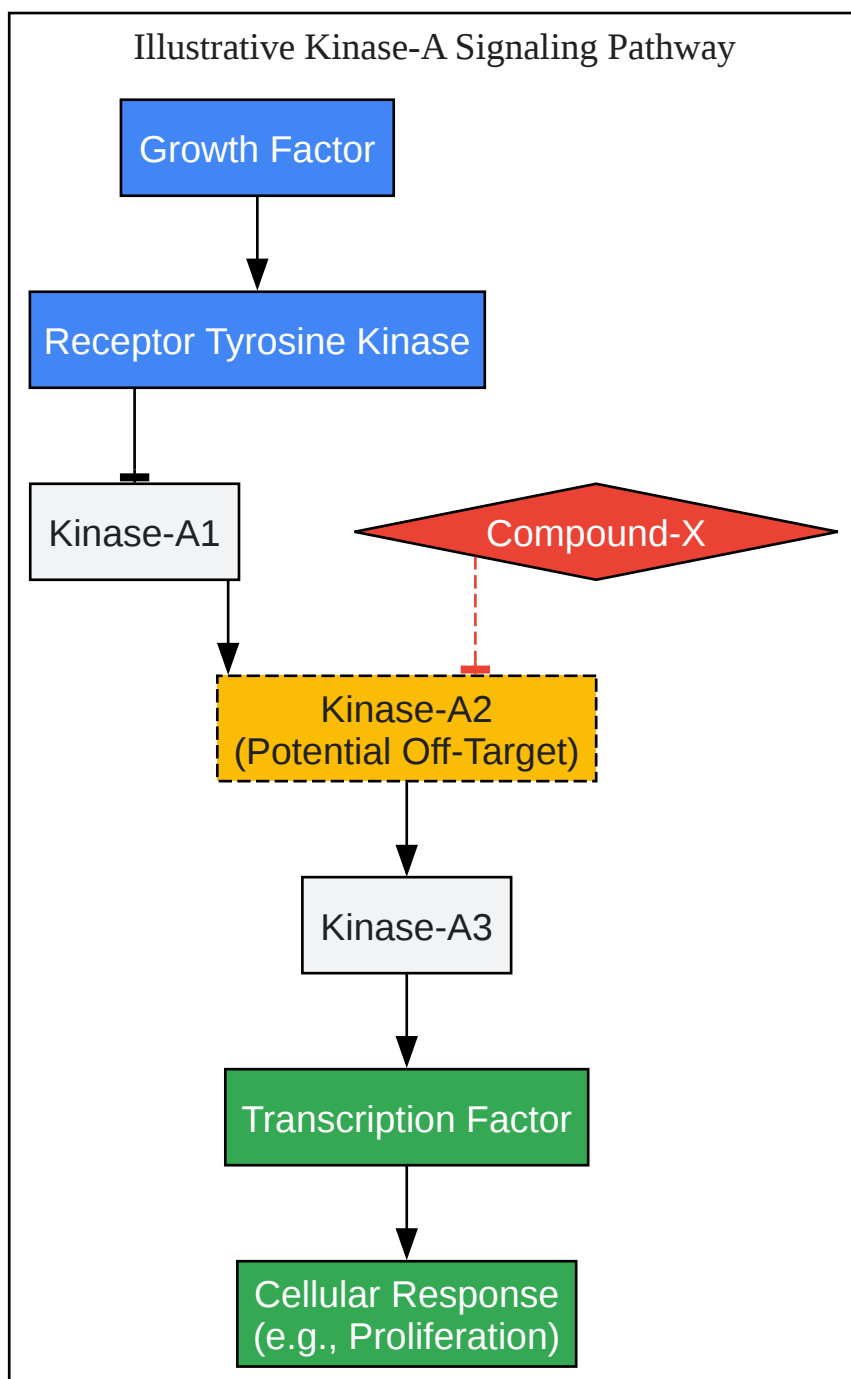 Illustrative Kinase-A Signaling Pathway
Growth Factor
Receptor Tyrosine Kinase
Kinase-A1
Compound-X
Kinase-A2
(Potential Off-Target)
Kinase-A3
Transcription Factor
Cellular Response
(e.g., Proliferation)